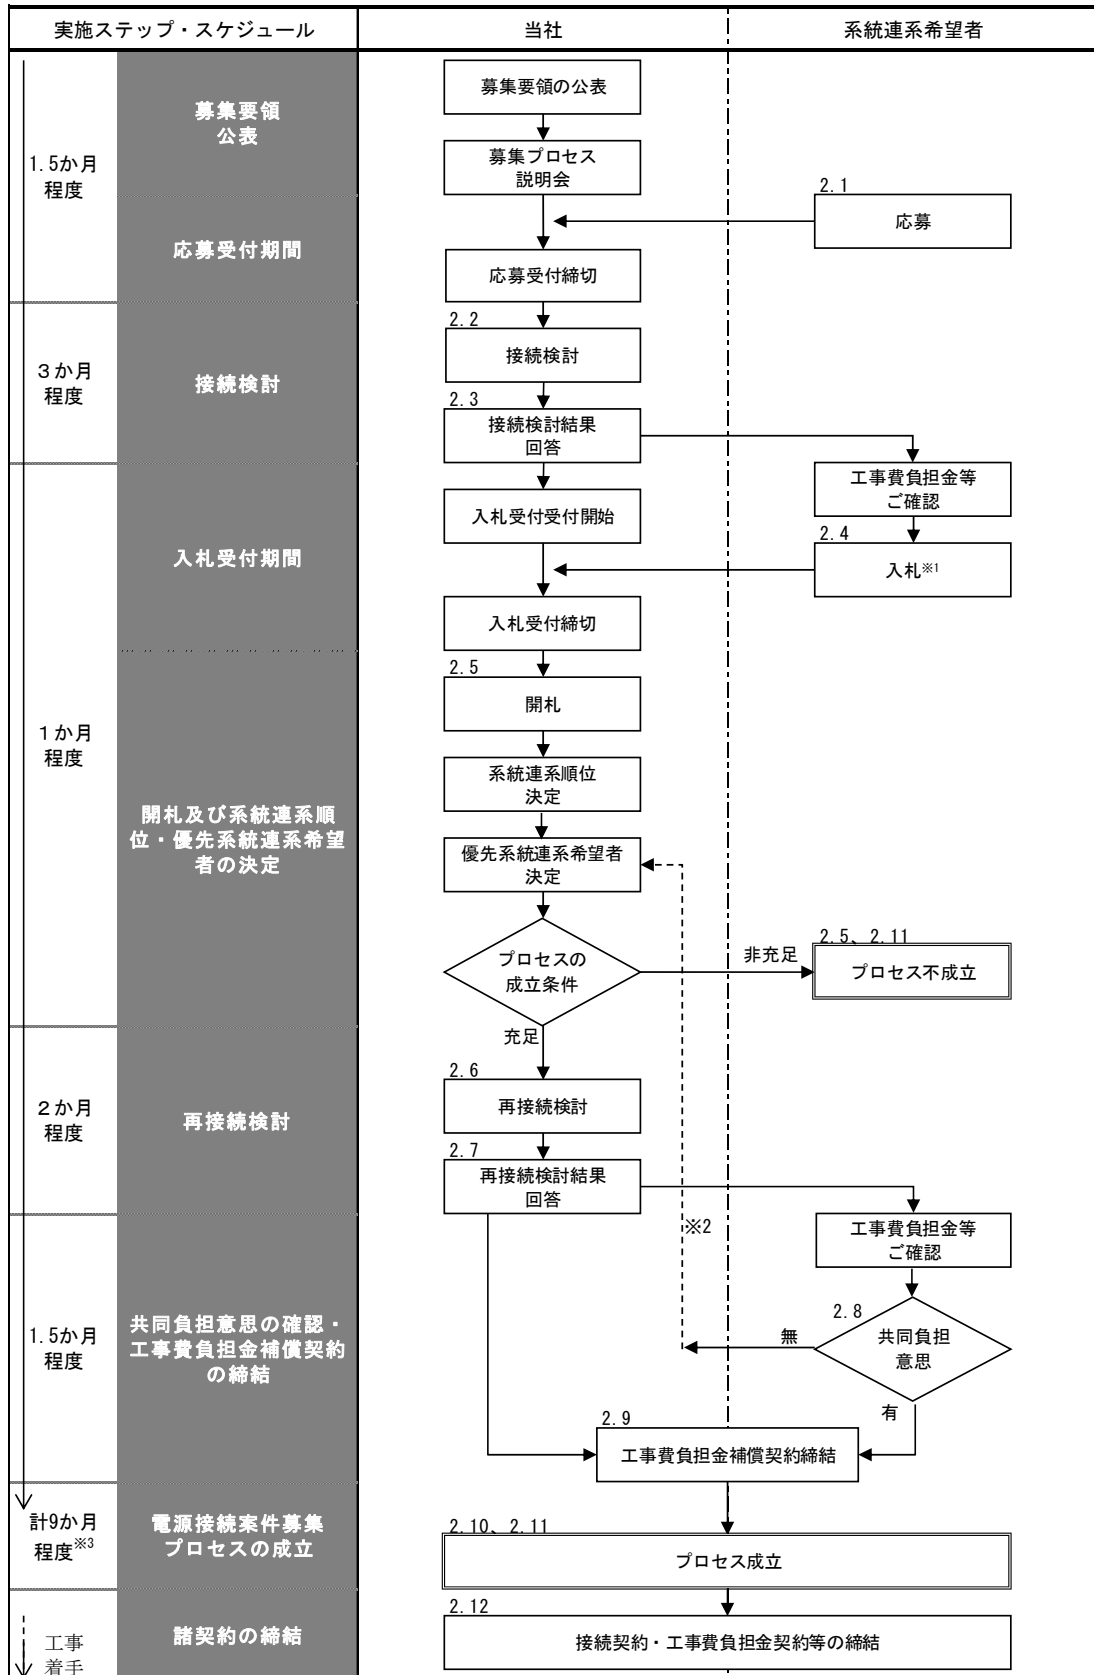 実施ステップ・スケジュール
当社
系統連系希望者
1.5か月
程度
募集要領
公表
募集要領の公表
募集プロセス
説明会
応募受付期間
2.1
応募
応募受付締切
3か月
程度
接続検討
2.2
接続検討
2.3
接続検討結果
回答
工事費負担金等
ご確認
入札受付期間
入札受付受付開始
2.4
入札※1
入札受付締切
1か月
程度
開札及び系統連系順
位・優先系統連系希望
者の決定
2.5
開札
系統連系順位
決定
優先系統連系希望者
決定
プロセスの
成立条件
非充足
2.5、2.11
プロセス不成立
充足
2か月
程度
再接続検討
2.6
再接続検討
2.7
再接続検討結果
回答
※2
工事費負担金等
ご確認
1.5か月
程度
共同負担意思の確認・
工事費負担金補償契約
の締結
2.8
共同負担
意思
無
有
2.9
工事費負担金補償契約締結
計9か月
程度※3
電源接続案件募集
プロセスの成立
2.10、2.11
プロセス成立
工事
着手
諸契約の締結
2.12
接続契約・工事費負担金契約等の締結